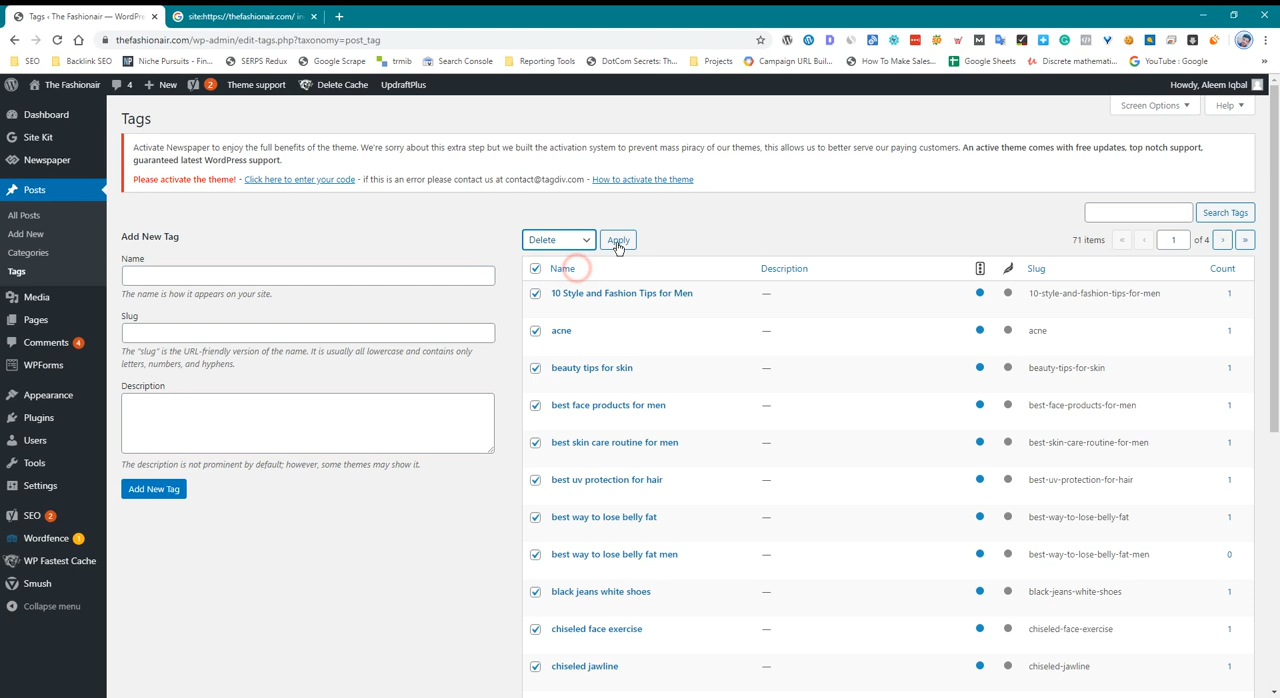 Tags ‹ The Fashionair — WordPre
site:https://thefashionair.com/ in
thefashionair.com/wp-admin/edit-tags.php?taxonomy=post_tag
SEO
Backlink SEO
Niche Pursuits - Fin...
SERPS Redux
Google Scrape
trmib
Search Console
Reporting Tools
DotCom Secrets: Th...
Projects
Campaign URL Buil...
How To Make Sales...
Google Sheets
Discrete mathemati...
YouTube : Google
The Fashionair
4
New
2
Theme support
Delete Cache
UpdraftPlus
Howdy, Aleem Iqbal
Dashboard
Site Kit
Newspaper
Posts
All Posts
Add New
Categories
Tags
Media
Pages
Comments 4
WPForms
Appearance
Plugins
Users
Tools
Settings
SEO 2
Wordfence 1
WP Fastest Cache
Smush
Collapse menu
Screen Options
Help
Tags
Activate Newspaper to enjoy the full benefits of the theme. We're sorry about this extra step but we built the activation system to prevent mass piracy of our themes, this allows us to better serve our paying customers. An active theme comes with free updates, top notch support,
guaranteed latest WordPress support.
Please activate the theme! - Click here to enter your code - if this is an error please contact us at contact@tagdiv.com - How to activate the theme
Search Tags
Add New Tag
Name
The name is how it appears on your site.
Slug
The “slug” is the URL-friendly version of the name. It is usually all lowercase and contains only
letters, numbers, and hyphens.
Description
The description is not prominent by default; however, some themes may show it.
Add New Tag
Delete
Apply
71 items « ‹ 1 of 4 › »
Name Description Slug Count
10 Style and Fashion Tips for Men — 10-style-and-fashion-tips-for-men 1
acne — acne 1
beauty tips for skin — beauty-tips-for-skin 1
best face products for men — best-face-products-for-men 1
best skin care routine for men — best-skin-care-routine-for-men 1
best uv protection for hair — best-uv-protection-for-hair 1
best way to lose belly fat — best-way-to-lose-belly-fat 1
best way to lose belly fat men — best-way-to-lose-belly-fat-men 0
black jeans white shoes — black-jeans-white-shoes 1
chiseled face exercise — chiseled-face-exercise 1
chiseled jawline — chiseled-jawline 1